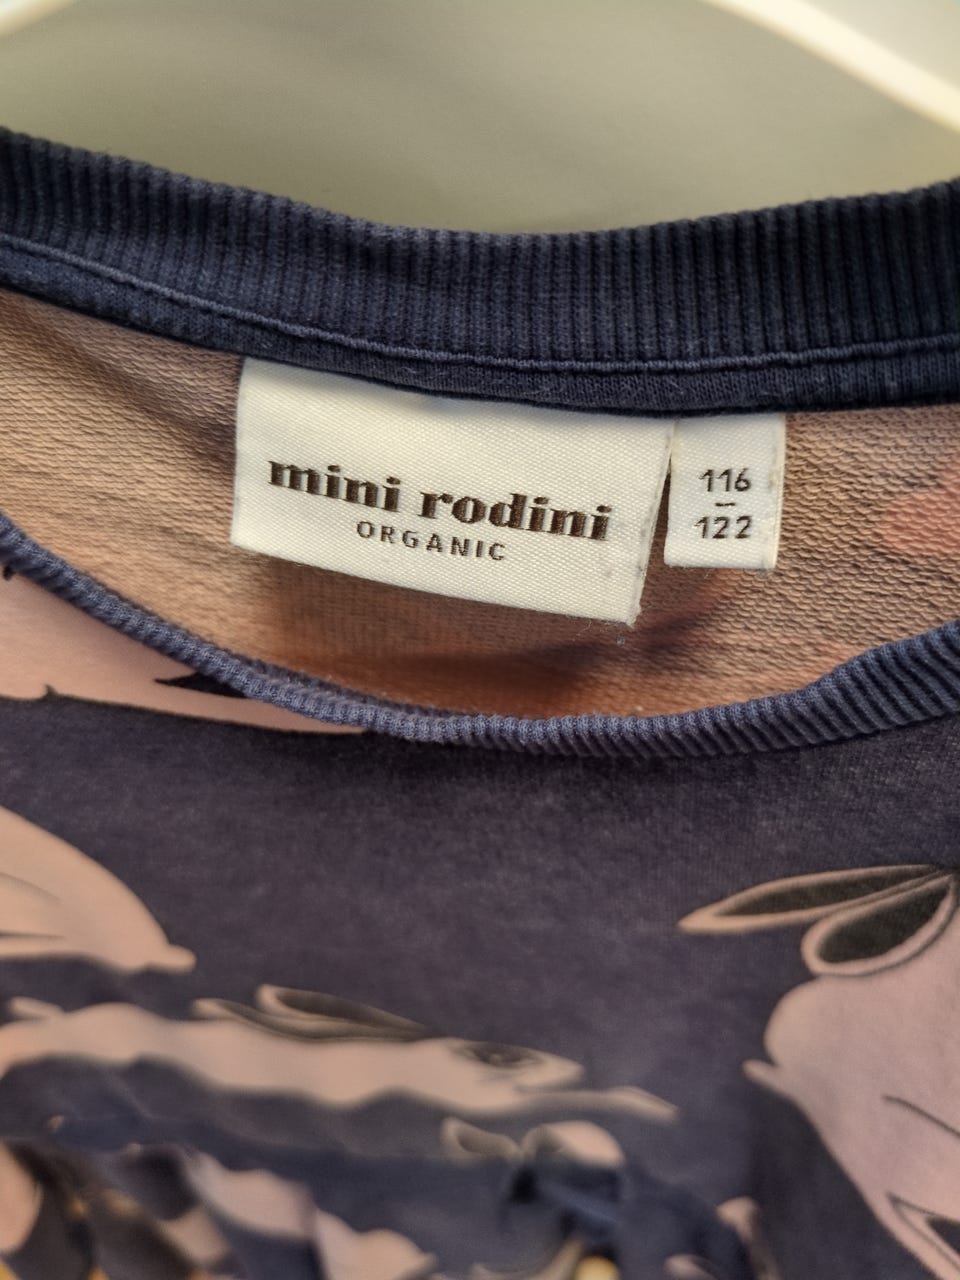 mini rodini
ORGANIC
116
–
122